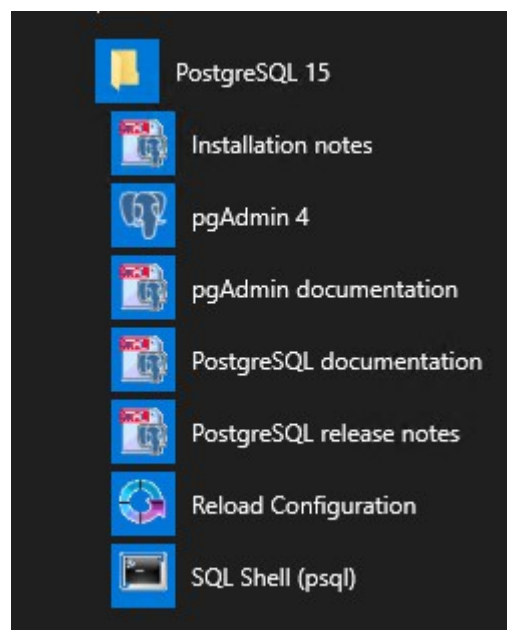 PostgreSQL 15
Installation notes
pgAdmin 4
pgAdmin documentation
PostgreSQL documentation
PostgreSQL release notes
Reload Configuration
SQL Shell (psql)